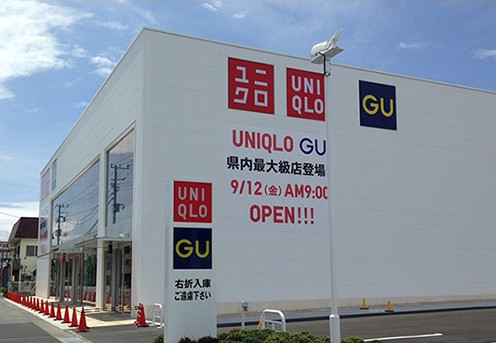 ユニ
クロ
UNI
QLO
GU
UNIQLO GU
県内最大級店登場
9/12(金)AM9:00
OPEN!!!
UNI
QLO
GU
右折入庫
ご遠慮下さい